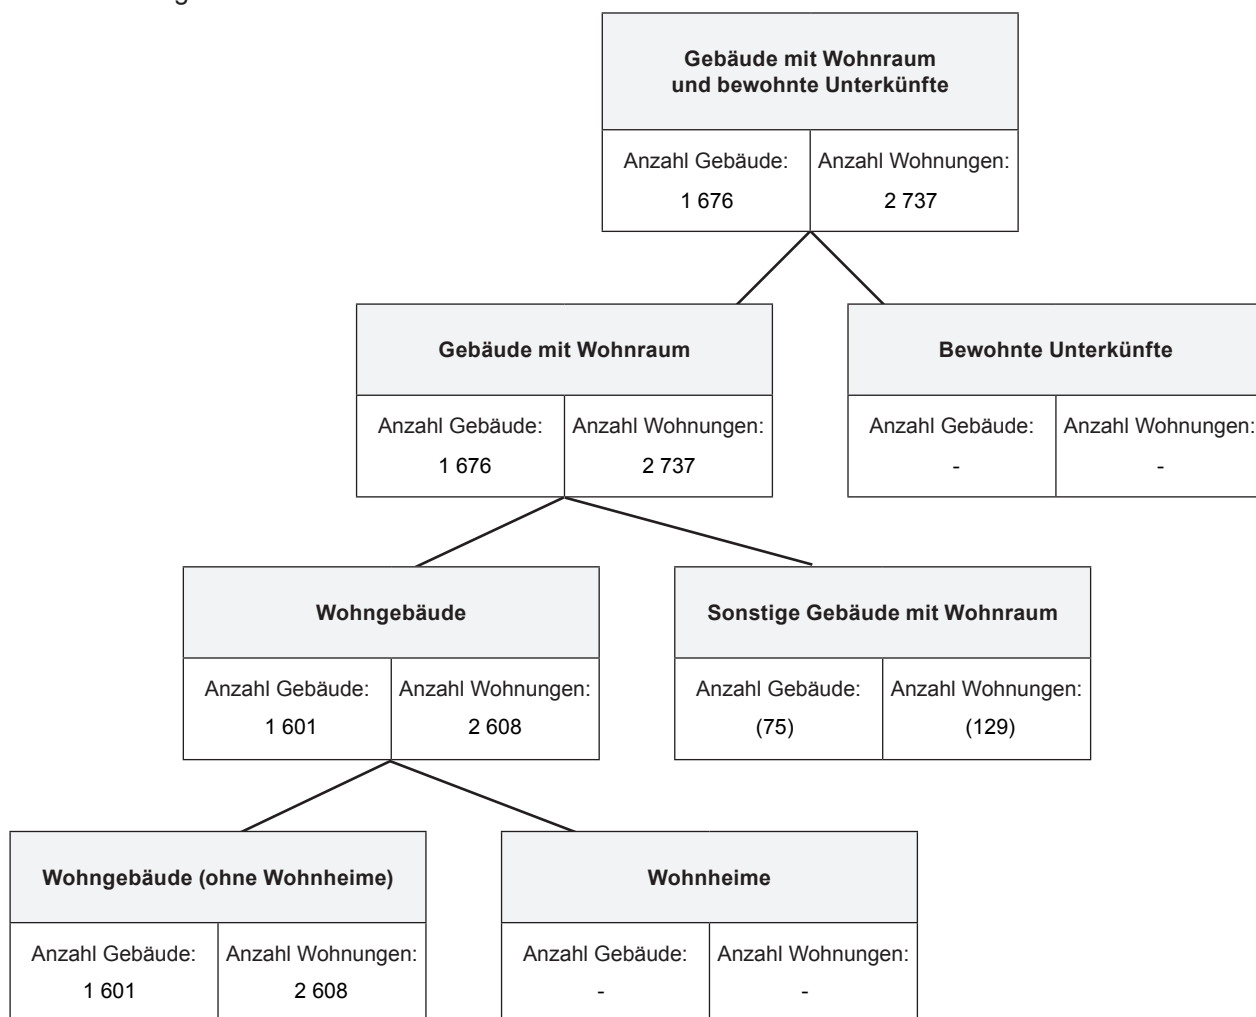 Gebäude mit Wohnraum
und bewohnte Unterkünfte
Anzahl Gebäude: Anzahl Wohnungen:
1 676 2 737
Gebäude mit Wohnraum
Anzahl Gebäude: Anzahl Wohnungen:
1 676 2 737
Bewohnte Unterkünfte
Anzahl Gebäude: Anzahl Wohnungen:
- -
Wohngebäude
Anzahl Gebäude: Anzahl Wohnungen:
1 601 2 608
Sonstige Gebäude mit Wohnraum
Anzahl Gebäude: Anzahl Wohnungen:
(75) (129)
Wohngebäude (ohne Wohnheime)
Anzahl Gebäude: Anzahl Wohnungen:
1 601 2 608
Wohnheime
Anzahl Gebäude: Anzahl Wohnungen:
- -